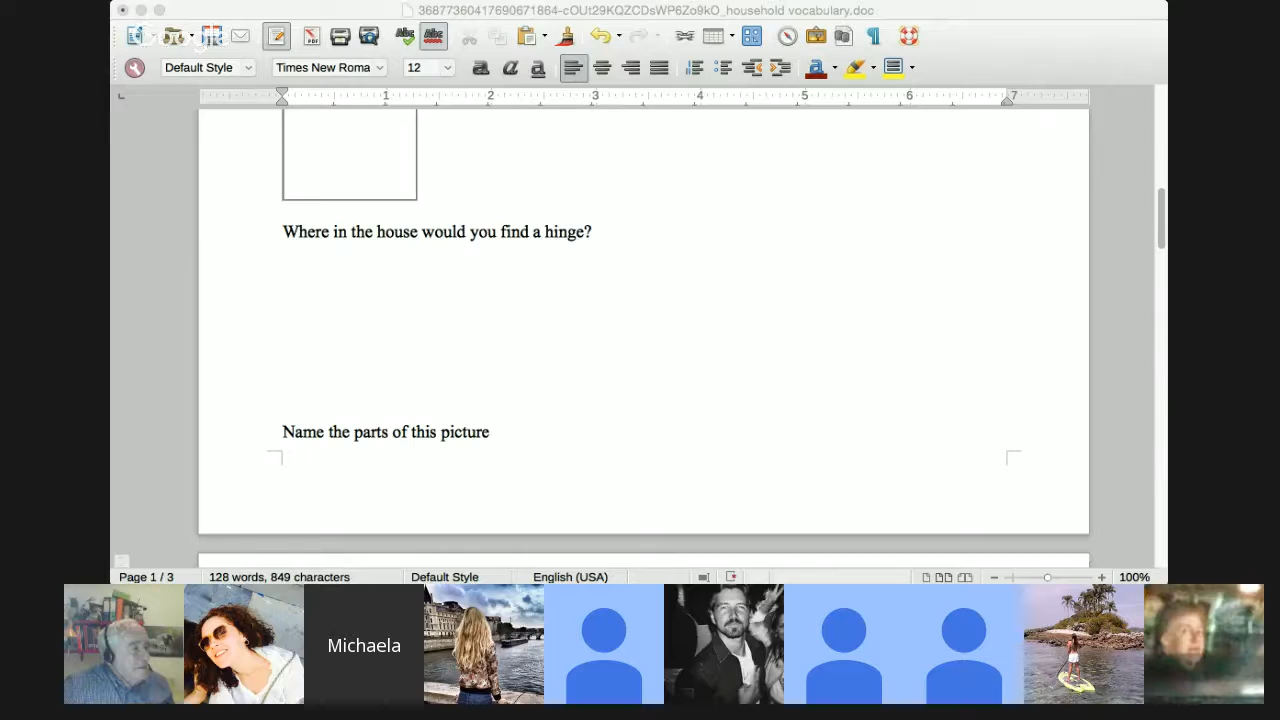 36877360417690671864-cOUt29KQZCDsWP6Zo9kO_household vocabulary.doc
Default Style Times New Roma 12
1 2 3 4 5 6 7
Where in the house would you find a hinge?
Name the parts of this picture
Page 1 / 3 128 words, 849 characters Default Style English (USA) 100%
Michaela